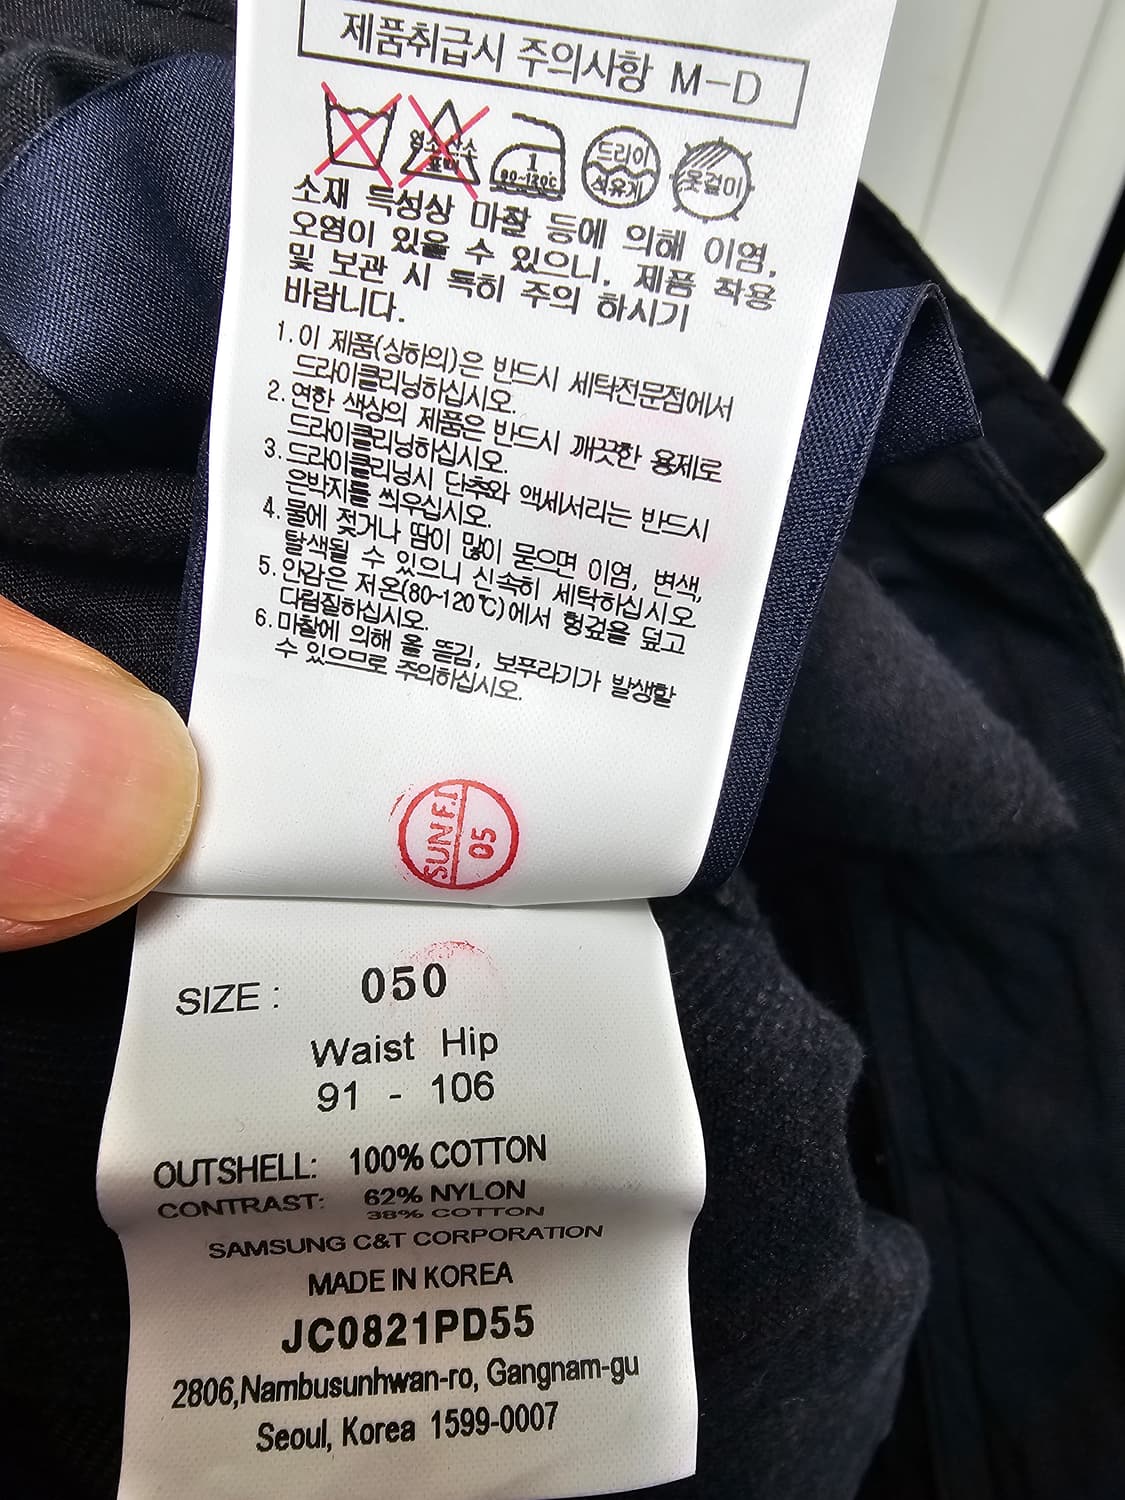 제품취급시 주의사항 M-D
염소산소
표백
1
80~120℃
드라이
석유계
옷걸이
소재 특성상 마찰 등에 의해 이염,
오염이 있을 수 있으니, 제품 착용
및 보관 시 특히 주의 하시기
바랍니다.
1.이 제품(상하의)은 반드시 세탁전문점에서
드라이클리닝하십시오.
2.연한 색상의 제품은 반드시 깨끗한 용제로
드라이클리닝하십시오.
3.드라이클리닝시 단추와 액세서리는 반드시
은박지를 씌우십시오.
4.물에 젖거나 땀이 많이 묻으면 이염, 변색,
탈색될 수 있으니 신속히 세탁하십시오
5.안감은 저온(80~120℃)에서 헝겊을 덮고
다림질하십시오.
6.마찰에 의해 올 뜯김, 보푸라기가 발생할
수 있으므로 주의하십시오.
SUN F.I
05
SIZE : 050
Waist Hip
91 - 106
OUTSHELL: 100% COTTON
CONTRAST: 62% NYLON
38% COTTON
SAMSUNG C&T CORPORATION
MADE IN KOREA
JC0821PD55
2806,Nambusunhwan-ro, Gangnam-gu
Seoul, Korea 1599-0007